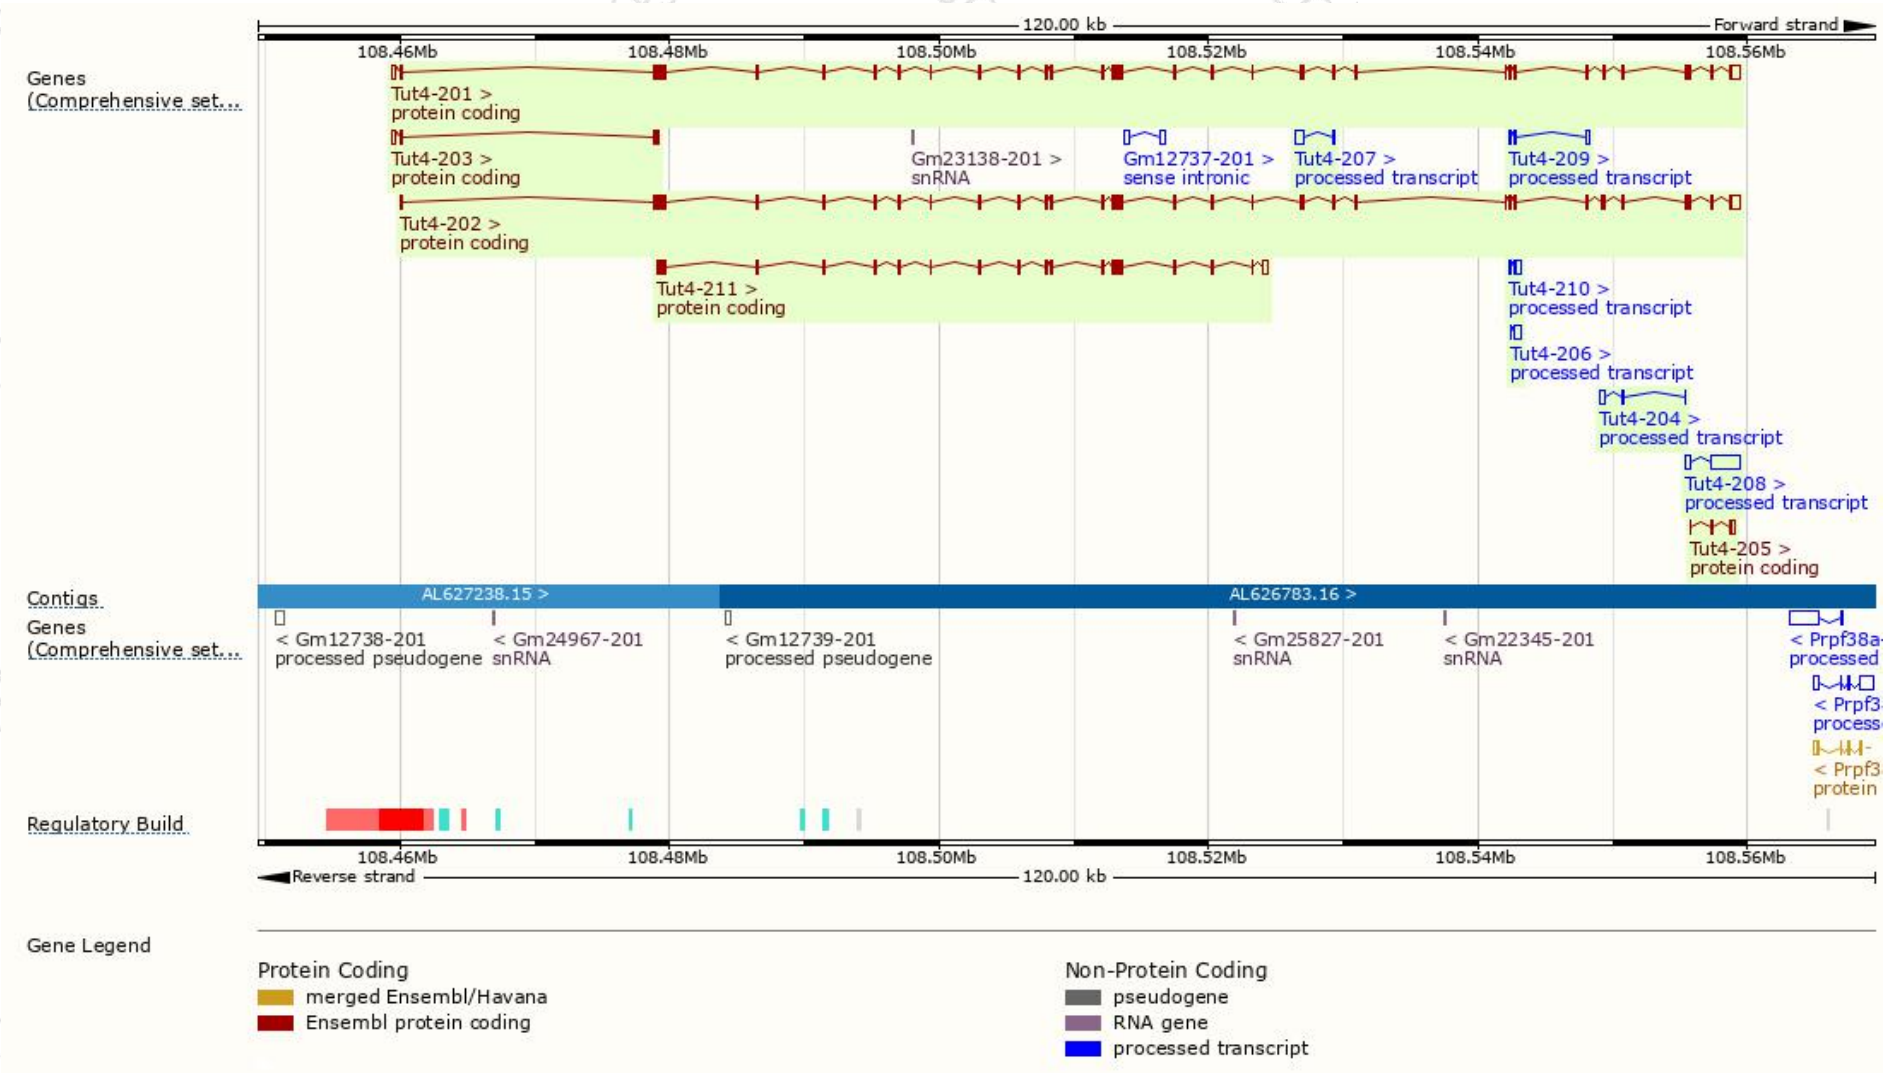 120.00 kb Forward strand
108.46Mb 108.48Mb 108.50Mb 108.52Mb 108.54Mb 108.56Mb
Genes
(Comprehensive set...
Tut4-201 >
protein coding
Tut4-203 > Gm23138-201 > Gm12737-201 > Tut4-207 > Tut4-209 >
protein coding snRNA sense intronic processed transcript processed transcript
Tut4-202 >
protein coding
Tut4-211 > Tut4-210 >
protein coding processed transcript
Tut4-206 >
processed transcript
Tut4-204 >
processed transcript
Tut4-208 >
processed transcript
Tut4-205 >
protein coding
Contigs AL627238.15 > AL626783.16 >
Genes
(Comprehensive set...
< Gm12738-201 < Gm24967-201 < Gm12739-201 < Gm25827-201 < Gm22345-201 < Prpf38a-
processed pseudogene snRNA processed pseudogene snRNA snRNA processed
< Prpf3
process
< Prpf3
protein
Regulatory Build
108.46Mb 108.48Mb 108.50Mb 108.52Mb 108.54Mb 108.56Mb
Reverse strand 120.00 kb
Gene Legend
Protein Coding Non-Protein Coding
merged Ensembl/Havana pseudogene
Ensembl protein coding RNA gene
processed transcript